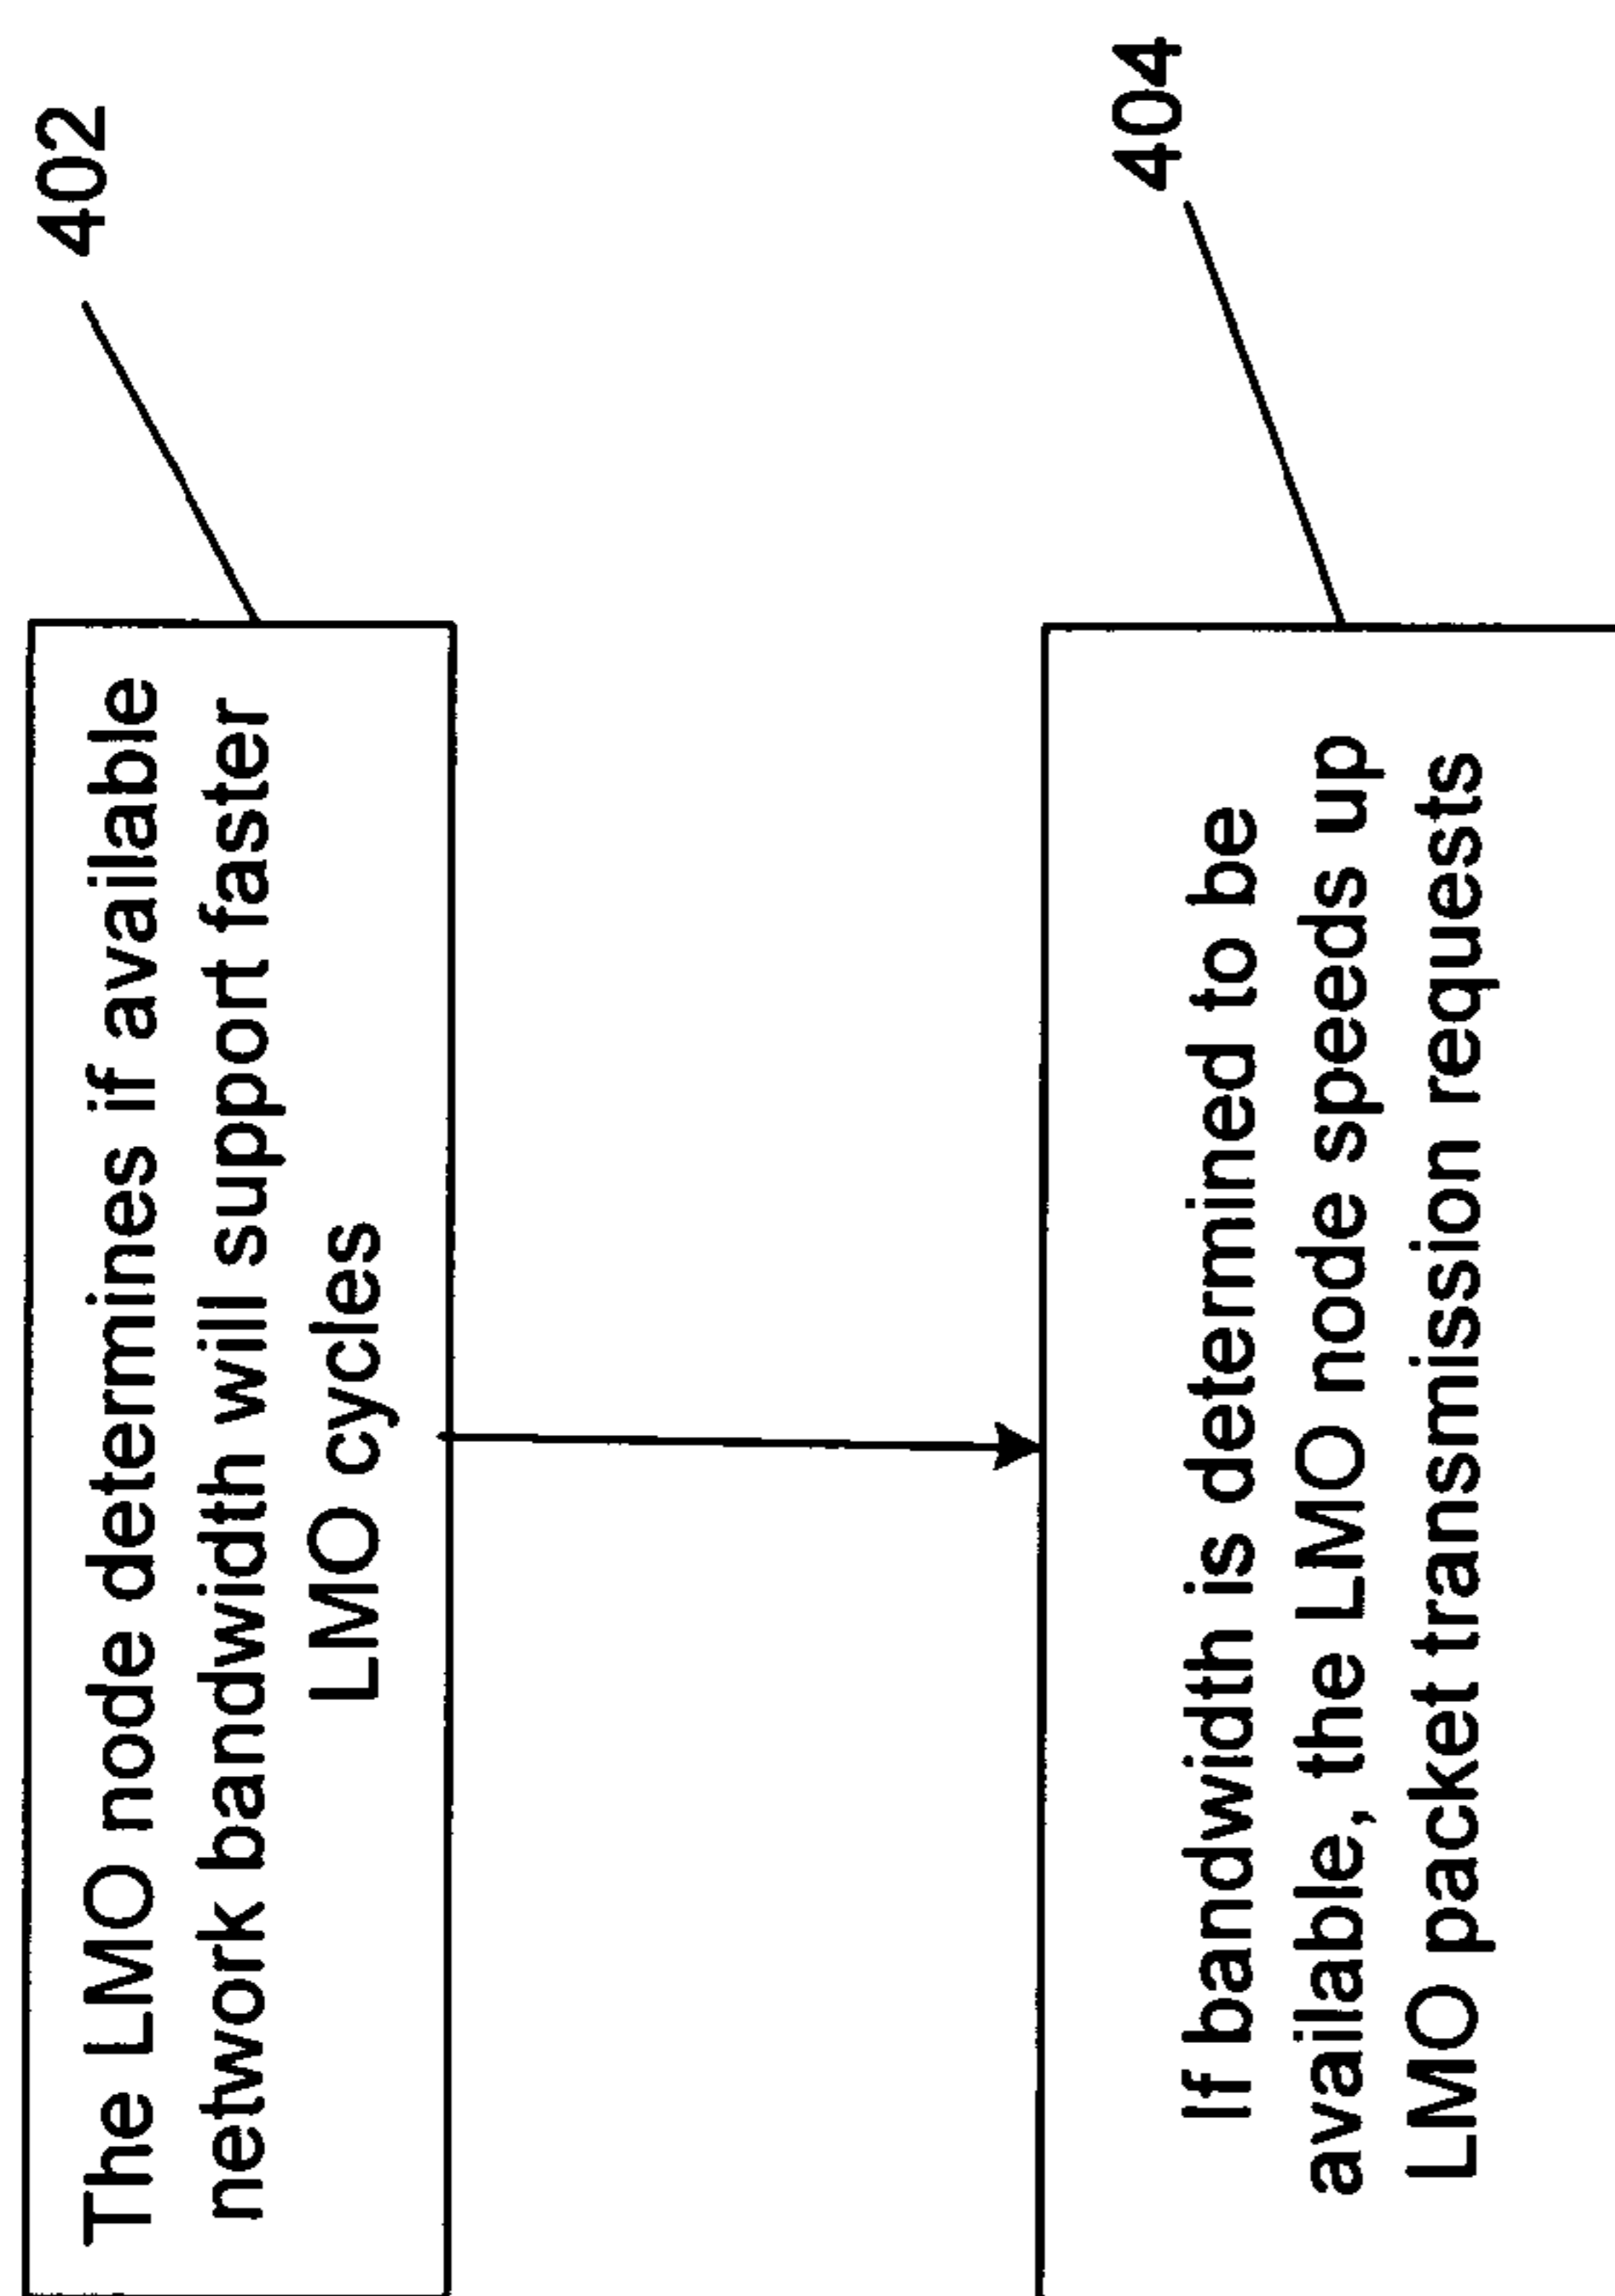 The LMO node determines if available
network bandwidth will support faster
LMO cycles
402
If bandwidth is determined to be
available, the LMO node speeds up
LMO packet transmission requests
404